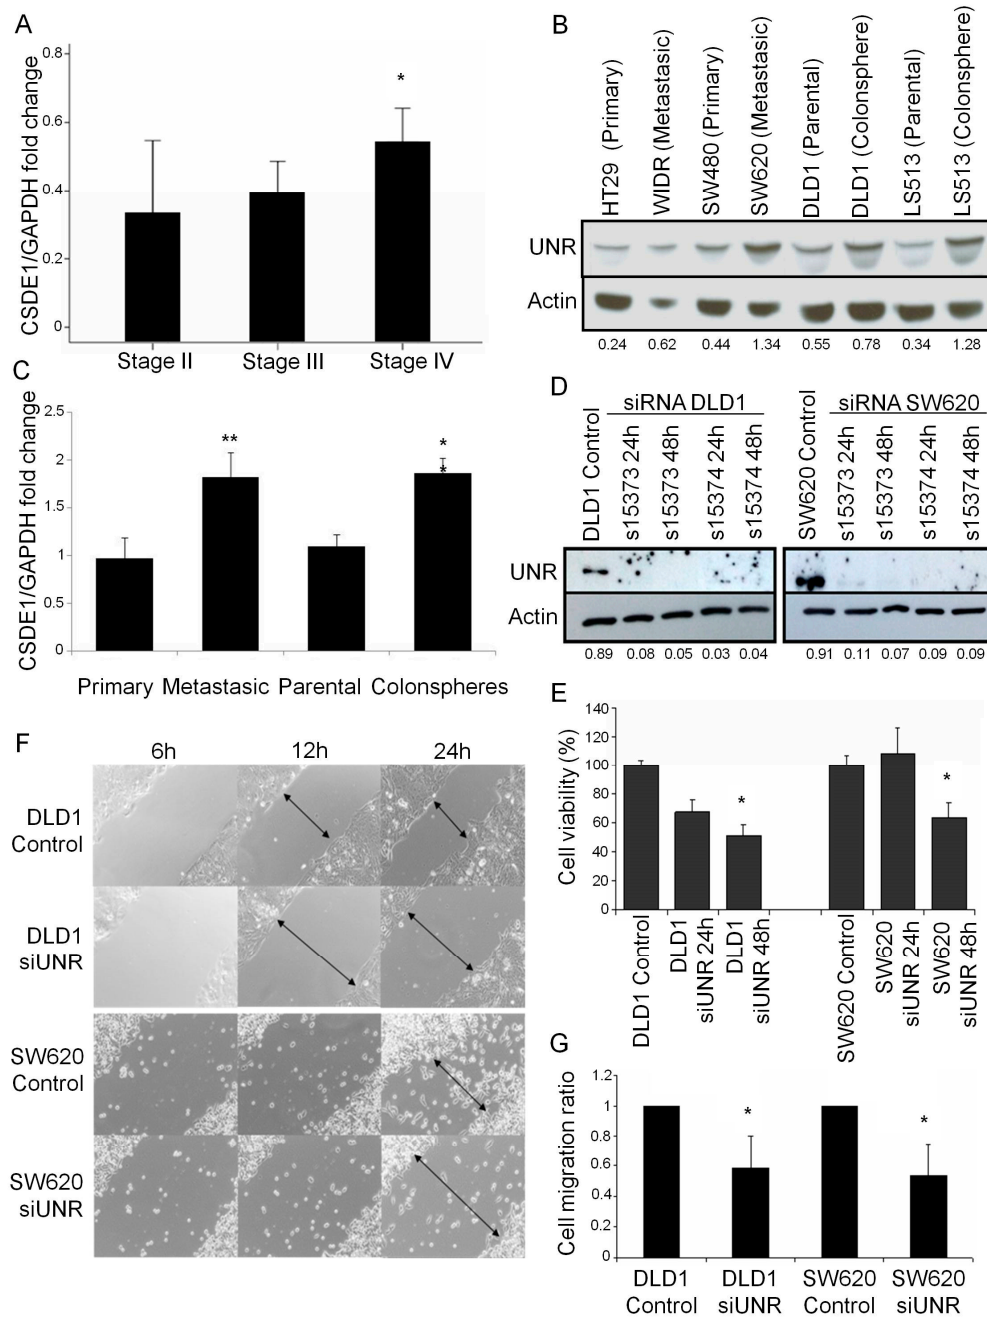 A
CSDE1/GAPDH fold change
0.8
0.6
0.4
0.2
0
*
Stage II Stage III Stage IV
B
HT29 (Primary)
WIDR (Metastasic)
SW480 (Primary)
SW620 (Metastasic)
DLD1 (Parental)
DLD1 (Colonsphere)
LS513 (Parental)
LS513 (Colonsphere)
UNR
Actin
0.24 0.62 0.44 1.34 0.55 0.78 0.34 1.28
C
CSDE1/GAPDH fold change
2.5
2
1.5
1
0.5
0
**
*
*
Primary Metastasic Parental Colonspheres
D
DLD1 Control
siRNA DLD1
s15373 24h
s15373 48h
s15374 24h
s15374 48h
SW620 Control
siRNA SW620
s15373 24h
s15373 48h
s15374 24h
s15374 48h
UNR
Actin
0.89 0.08 0.05 0.03 0.04
0.91 0.11 0.07 0.09 0.09
E
Cell viability (%)
140
120
100
80
60
40
20
0
*
*
DLD1 Control
DLD1
siUNR 24h
DLD1
siUNR 48h
SW620 Control
SW620
siUNR 24h
SW620
siUNR 48h
F
6h 12h 24h
DLD1
Control
DLD1
siUNR
SW620
Control
SW620
siUNR
G
Cell migration ratio
1,2
1
0.8
0.6
0.4
0.2
0
*
*
DLD1
Control
DLD1
siUNR
SW620
Control
SW620
siUNR